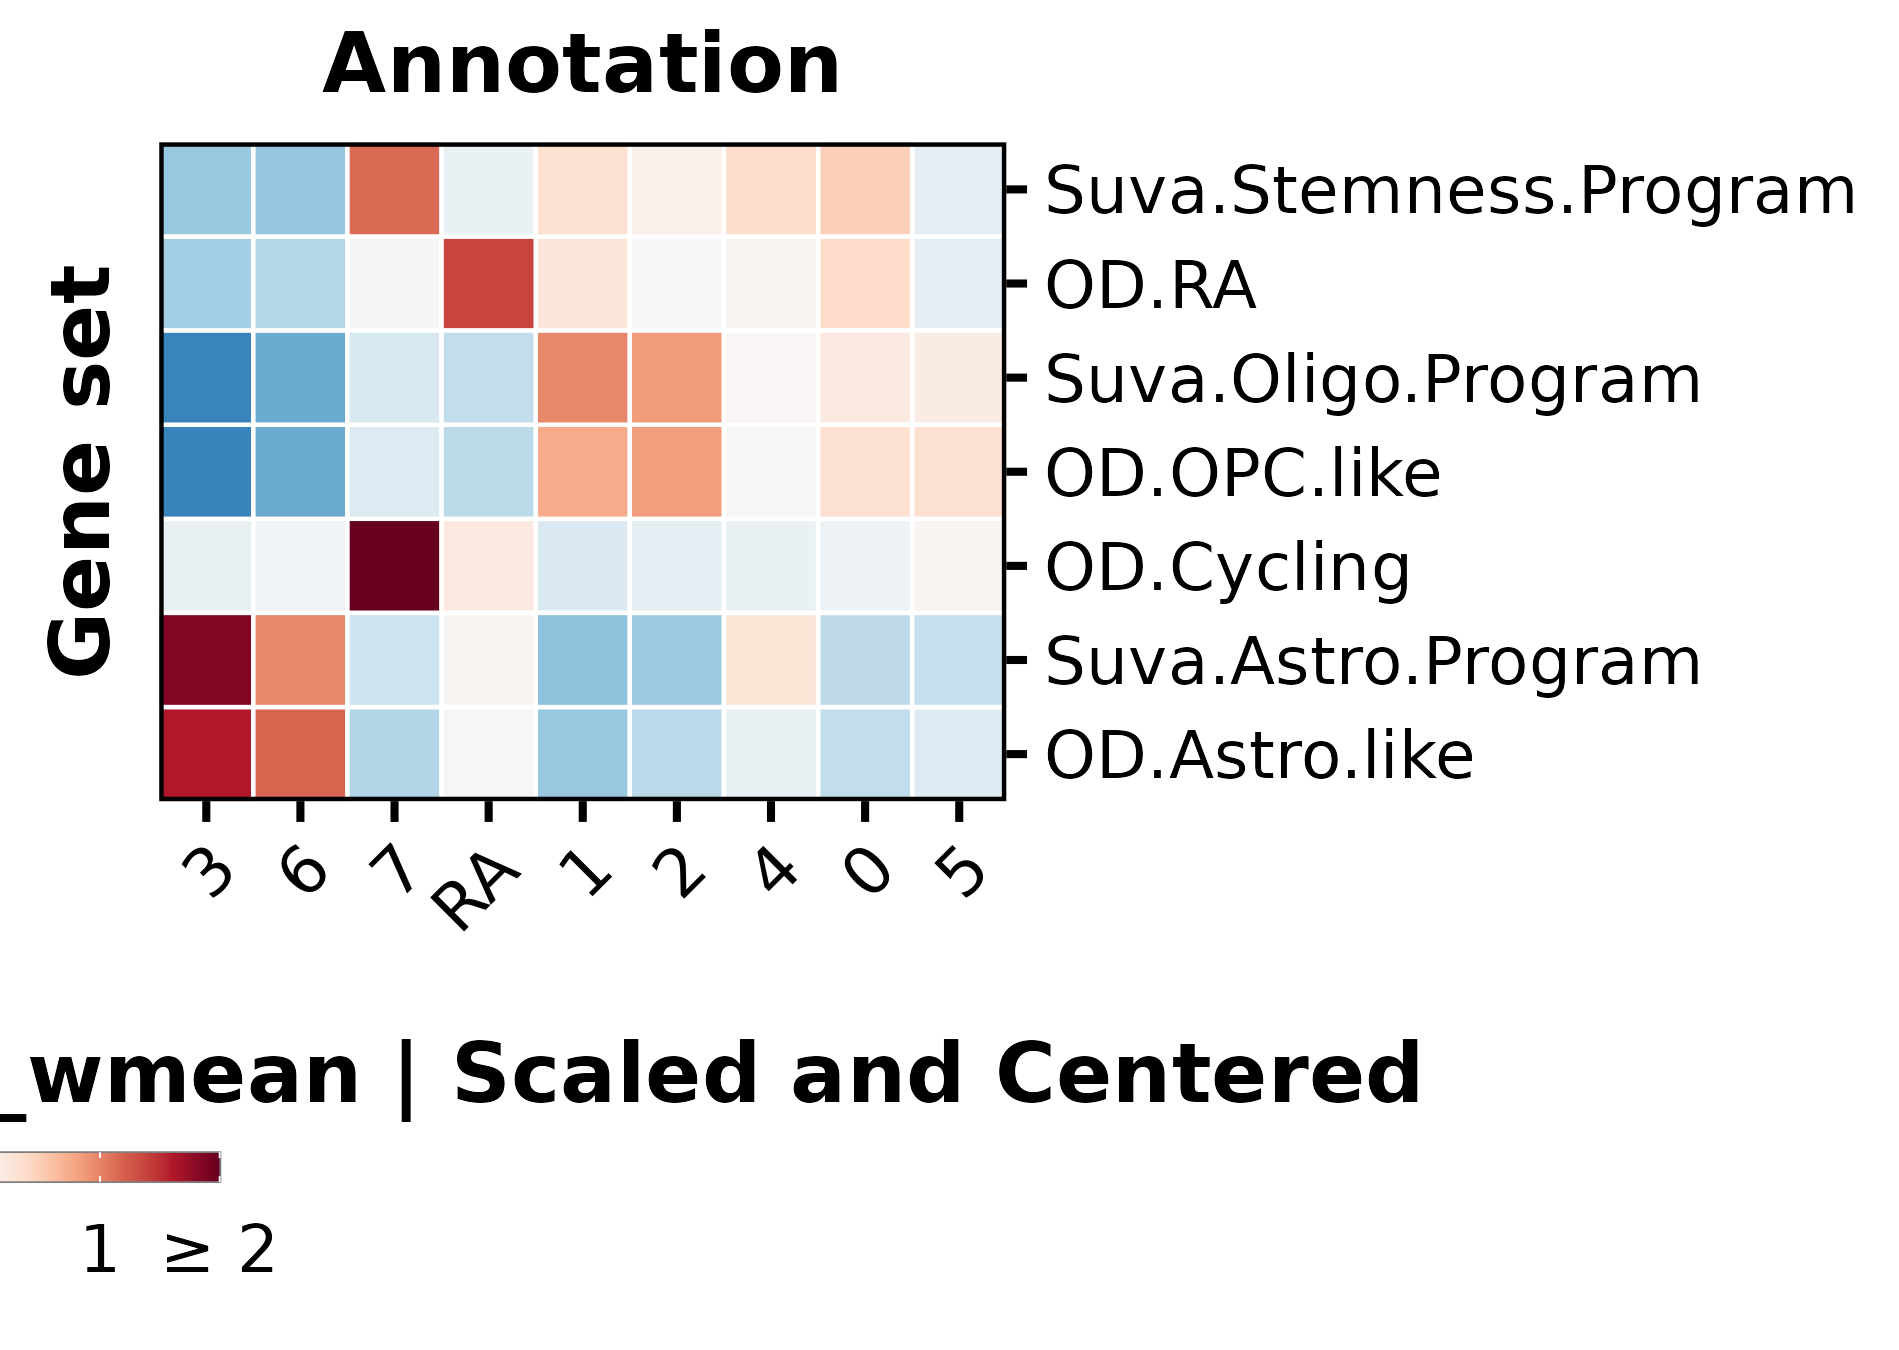 Annotation
Gene set
Suva.Stemness.Program
OD.RA
Suva.Oligo.Program
OD.OPC.like
OD.Cycling
Suva.Astro.Program
OD.Astro.like
3 6 7 RA 1 2 4 0 5
_wmean | Scaled and Centered
1 ≥ 2